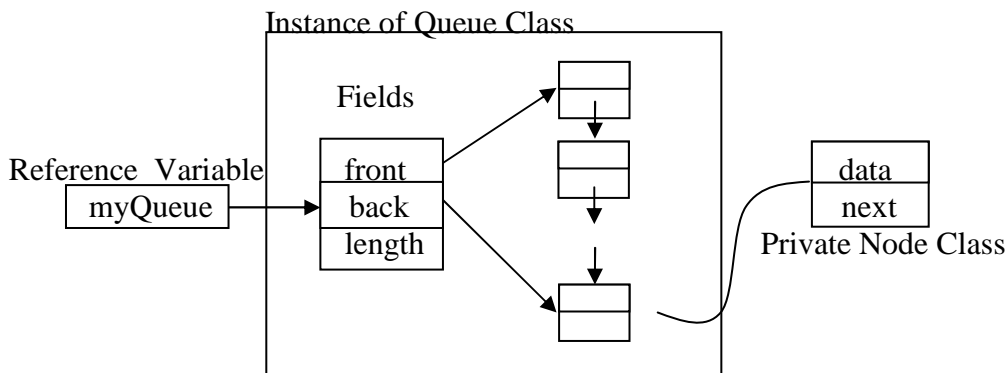 Instance of Queue Class
Fields
Reference Variable
myQueue
front
back
length
data
next
Private Node Class